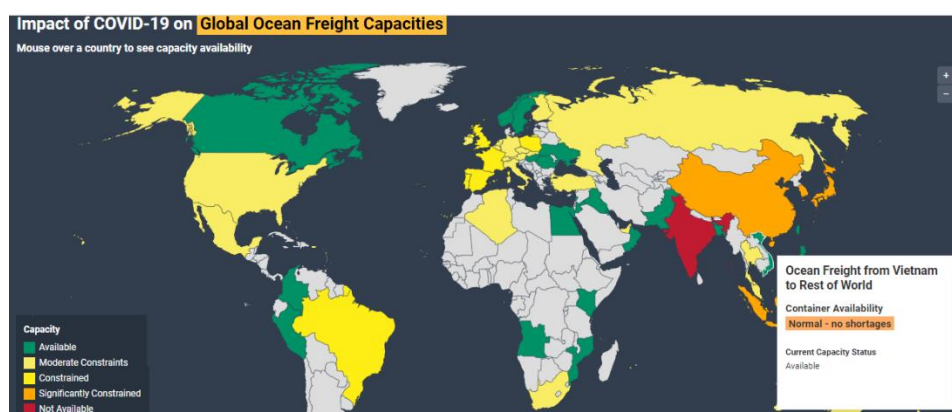 Impact of COVID-19 on Global Ocean Freight Capacities
Mouse over a country to see capacity availability
+
−
Ocean Freight from Vietnam
to Rest of World
Container Availability
Normal - no shortages
Current Capacity Status
Available
Capacity
Available
Moderate Constraints
Constrained
Significantly Constrained
Not Available